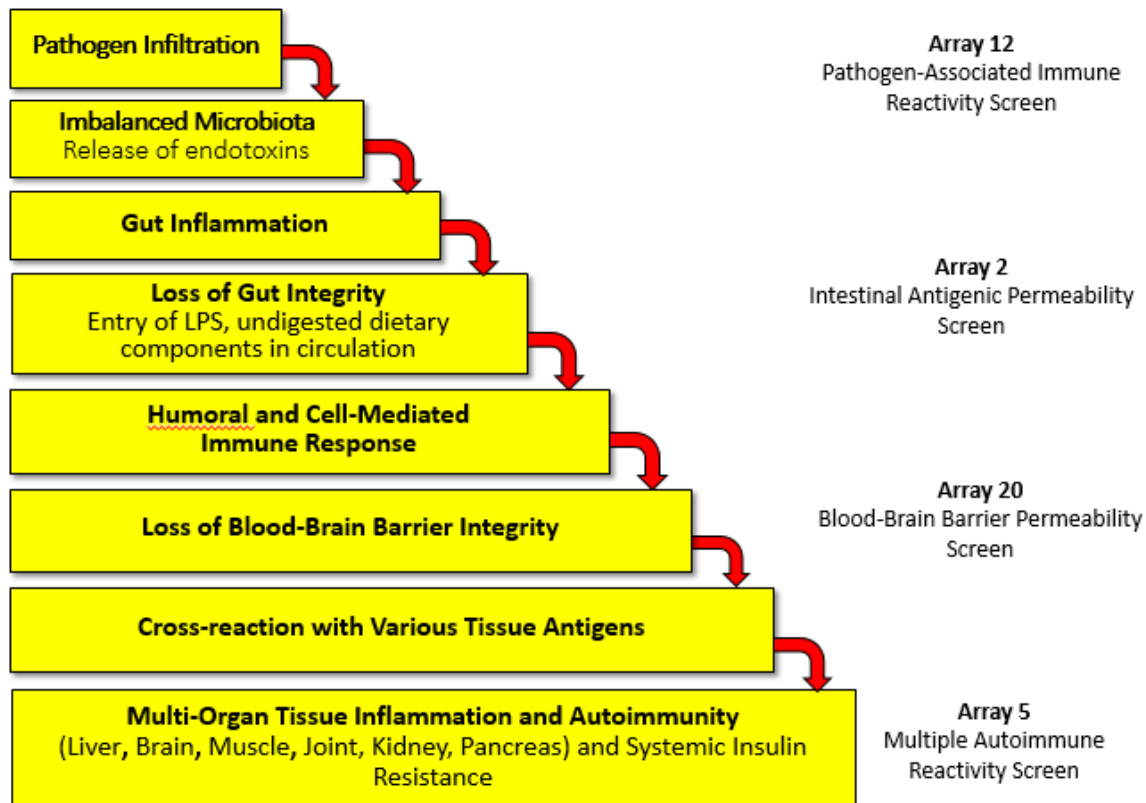 Pathogen Infiltration
Array 12
Pathogen-Associated Immune
Reactivity Screen
Imbalanced Microbiota
Release of endotoxins
Gut Inflammation
Loss of Gut Integrity
Entry of LPS, undigested dietary
components in circulation
Array 2
Intestinal Antigenic Permeability
Screen
Humoral and Cell-Mediated
Immune Response
Loss of Blood-Brain Barrier Integrity
Array 20
Blood-Brain Barrier Permeability
Screen
Cross-reaction with Various Tissue Antigens
Multi-Organ Tissue Inflammation and Autoimmunity
(Liver, Brain, Muscle, Joint, Kidney, Pancreas) and Systemic Insulin
Resistance
Array 5
Multiple Autoimmune
Reactivity Screen